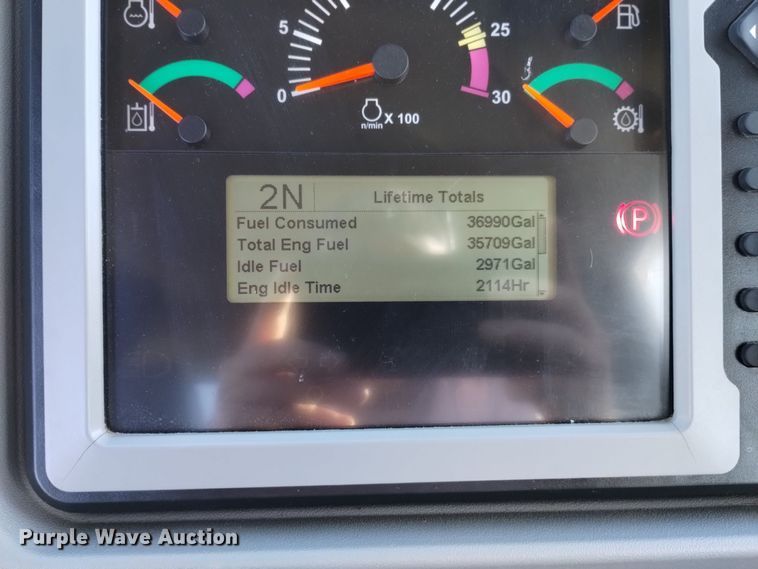 5
25
0
30
n/min X 100
2N Lifetime Totals
Fuel Consumed 36990Gal
Total Eng Fuel 35709Gal
Idle Fuel 2971Gal
Eng Idle Time 2114Hr
P
Purple Wave Auction